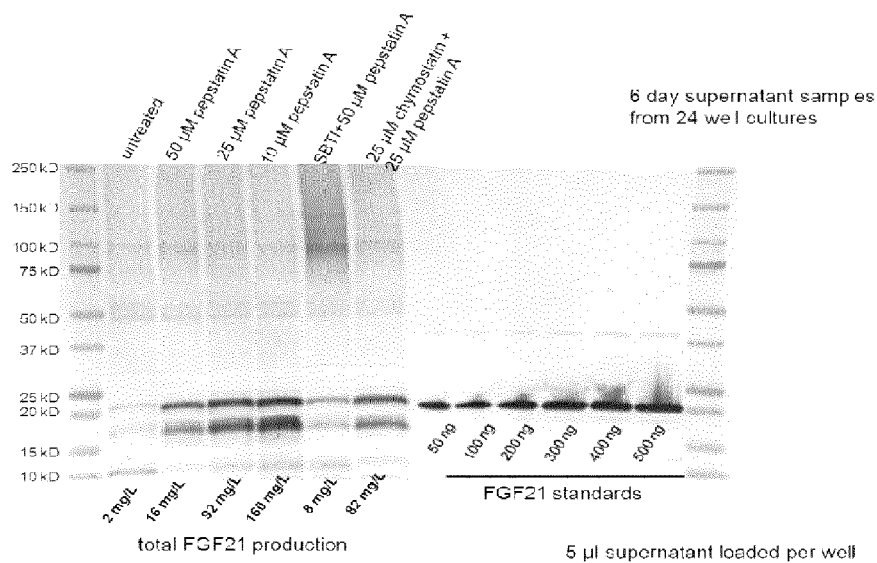 untreated
50 µM pepstatin A
25 µM pepstatin A
10 µM pepstatin A
SBTI+50 µM pepstatin A
25 µM chymostatin +
25 µM pepstatin A
6 day supernatant samples
from 24 well cultures
250 kD
150 kD
100 kD
75 kD
50 kD
37 kD
25 kD
20 kD
15 kD
10 kD
50 ng
100 ng
200 ng
300 ng
400 ng
500 ng
2 mg/L
16 mg/L
92 mg/L
168 mg/L
8 mg/L
82 mg/L
FGF21 standards
total FGF21 production
5 µl supernatant loaded per well